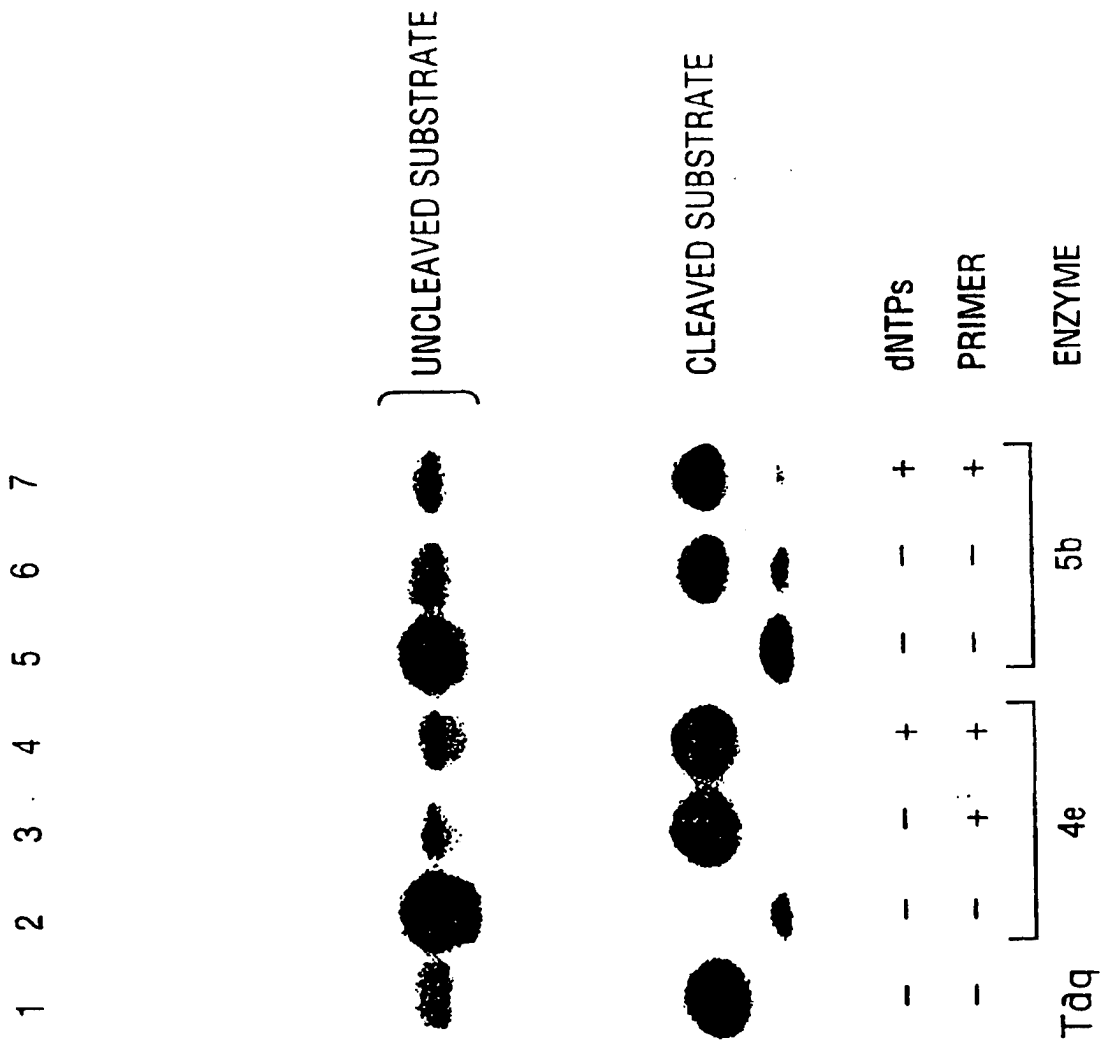 1 2 3 4 5 6 7
UNCLEAVED SUBSTRATE
CLEAVED SUBSTRATE
− − − + − − + dNTPs
− − + + − − + PRIMER
Taq 4e 5b ENZYME